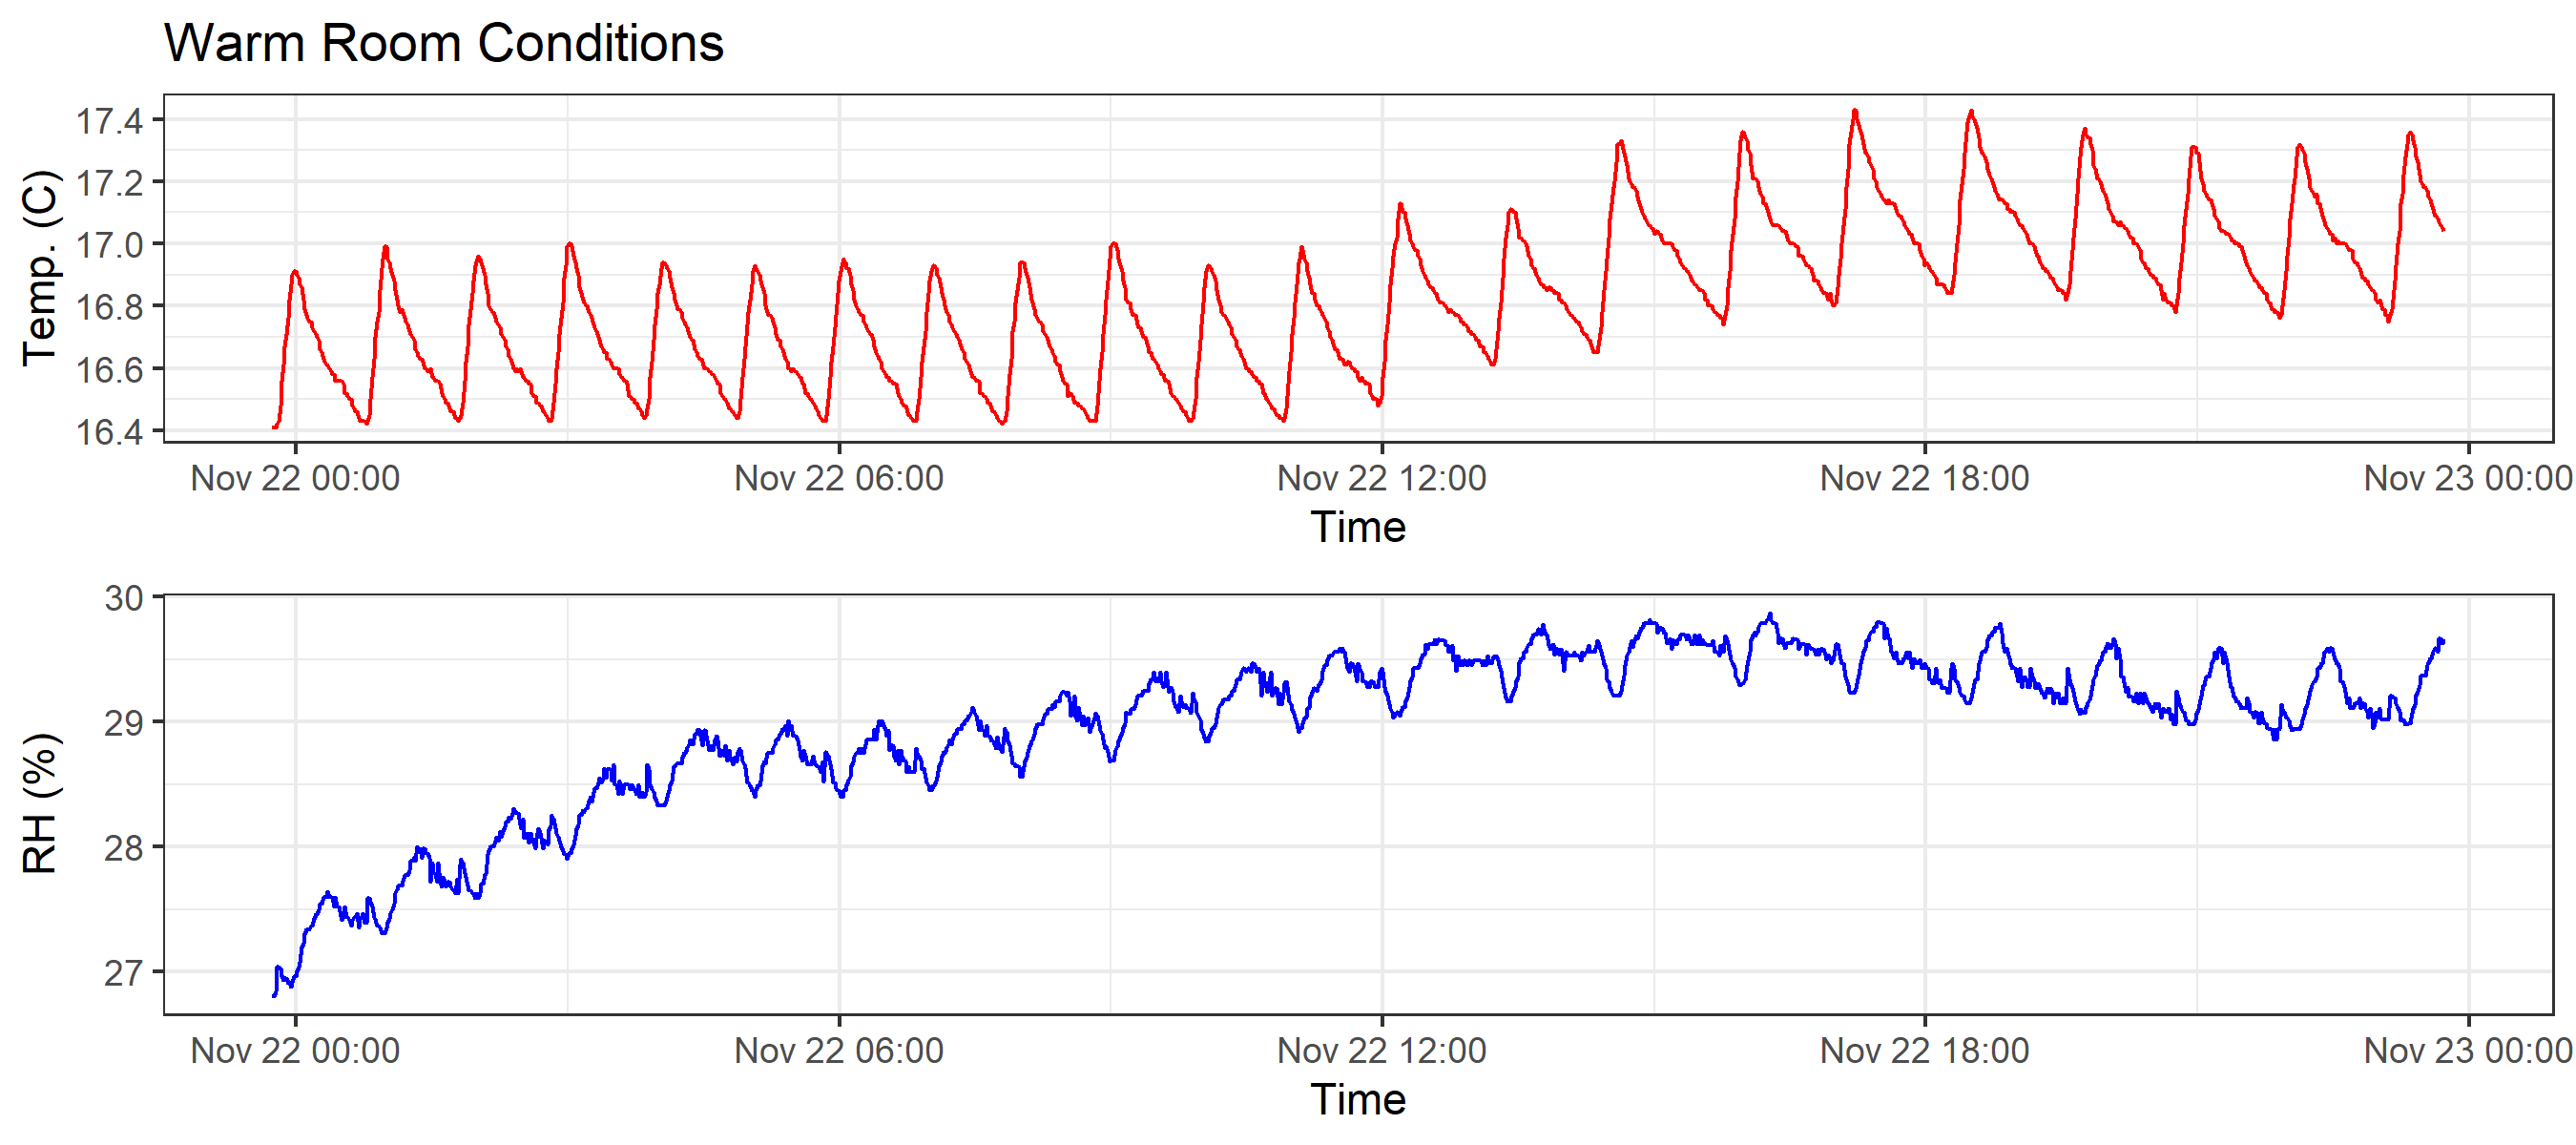 Warm Room Conditions
17.4
17.2
17.0
16.8
16.6
16.4
Temp. (C)
Nov 22 00:00 Nov 22 06:00 Nov 22 12:00 Nov 22 18:00 Nov 23 00:00
Time
30
29
28
27
RH (%)
Nov 22 00:00 Nov 22 06:00 Nov 22 12:00 Nov 22 18:00 Nov 23 00:00
Time